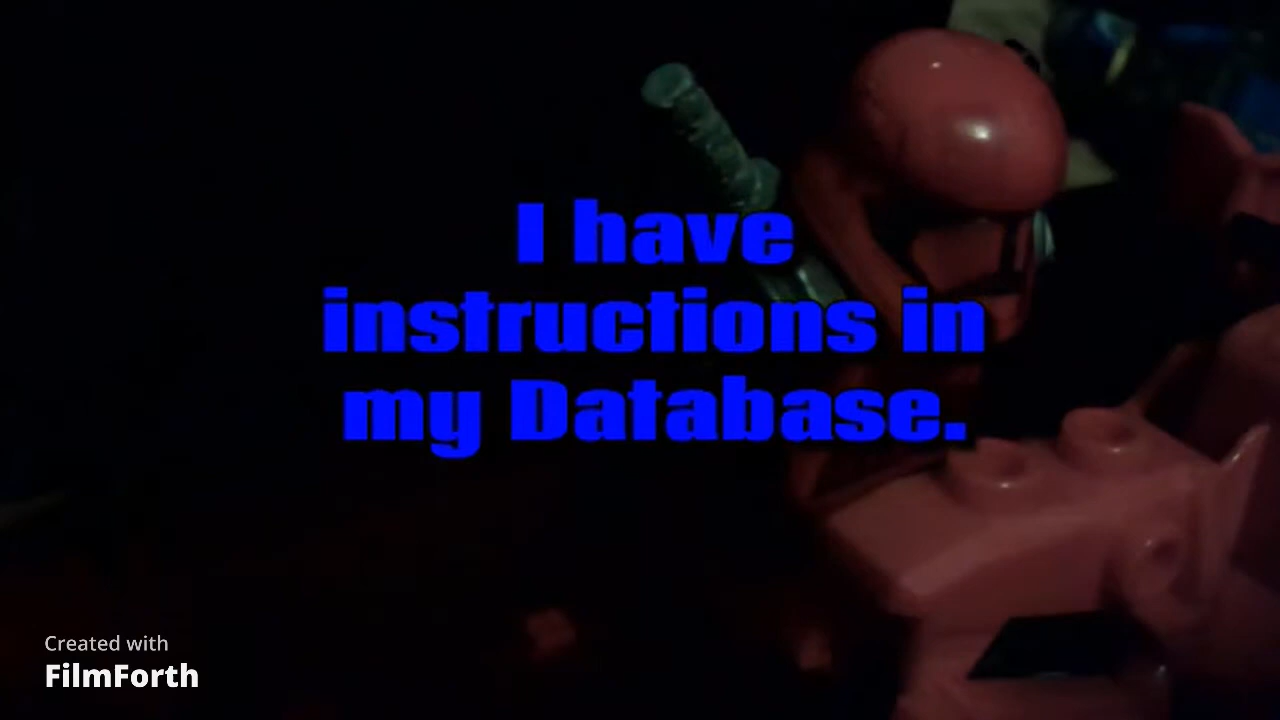 I have
instructions in
my Database.
Created with
FilmForth